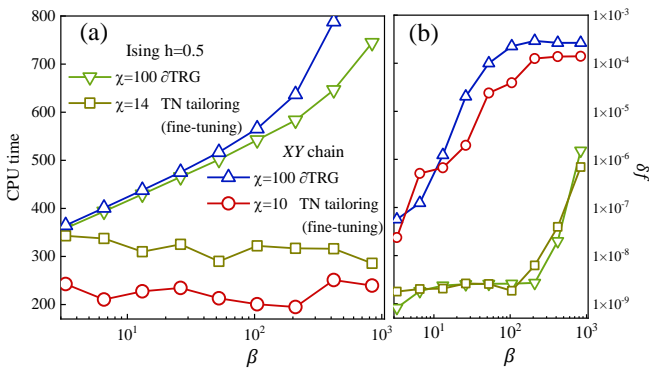 (a)
Ising h=0.5
χ=100 ∂TRG
χ=14 TN tailoring
(fine-tuning)
XY chain
χ=100 ∂TRG
χ=10 TN tailoring
(fine-tuning)
CPU time
800
700
600
500
400
300
200
10¹ 10² 10³
β
(b)
1×10⁻³
1×10⁻⁴
1×10⁻⁵
1×10⁻⁶
1×10⁻⁷
1×10⁻⁸
1×10⁻⁹
δf
10¹ 10² 10³
β